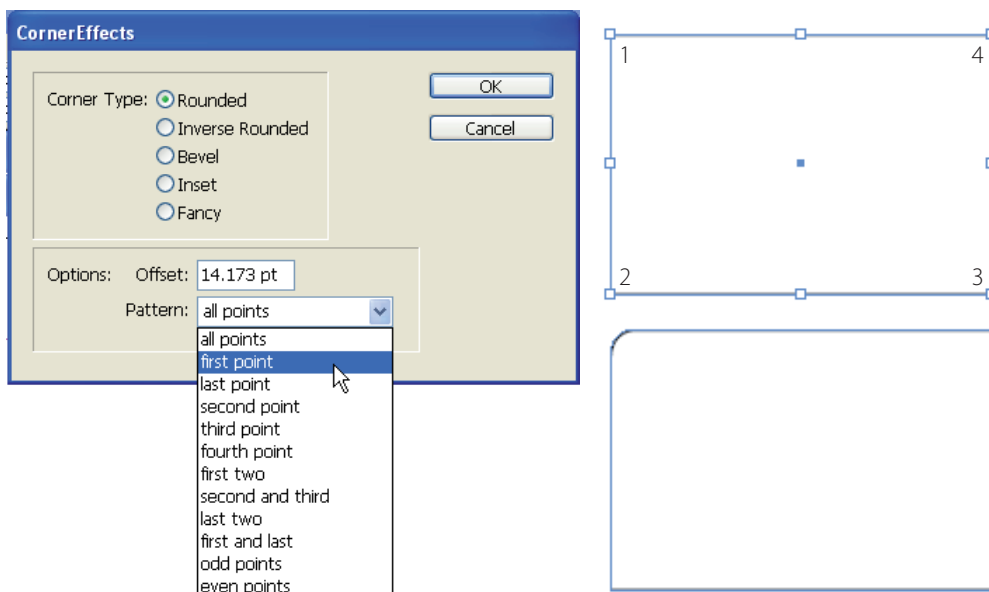 CornerEffects
Corner Type: Rounded
Inverse Rounded
Bevel
Inset
Fancy
OK
Cancel
Options: Offset: 14.173 pt
Pattern: all points
all points
first point
last point
second point
third point
fourth point
first two
second and third
last two
first and last
odd points
even points
1 4
2 3